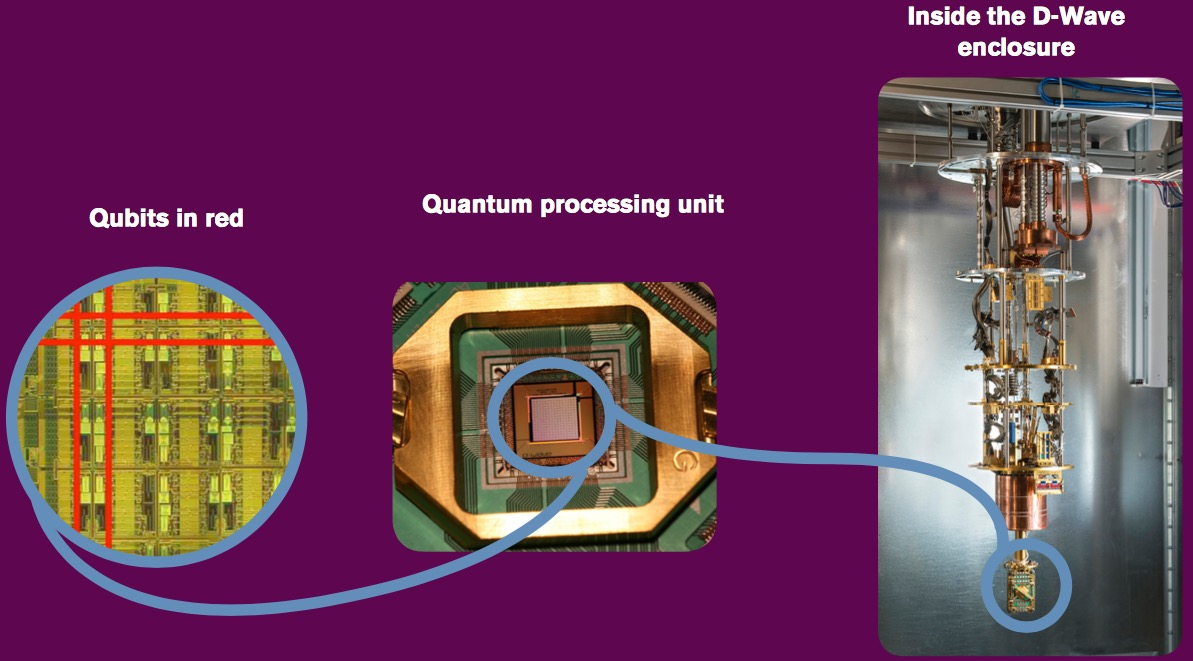 Inside the D-Wave
enclosure
Quantum processing unit
Qubits in red